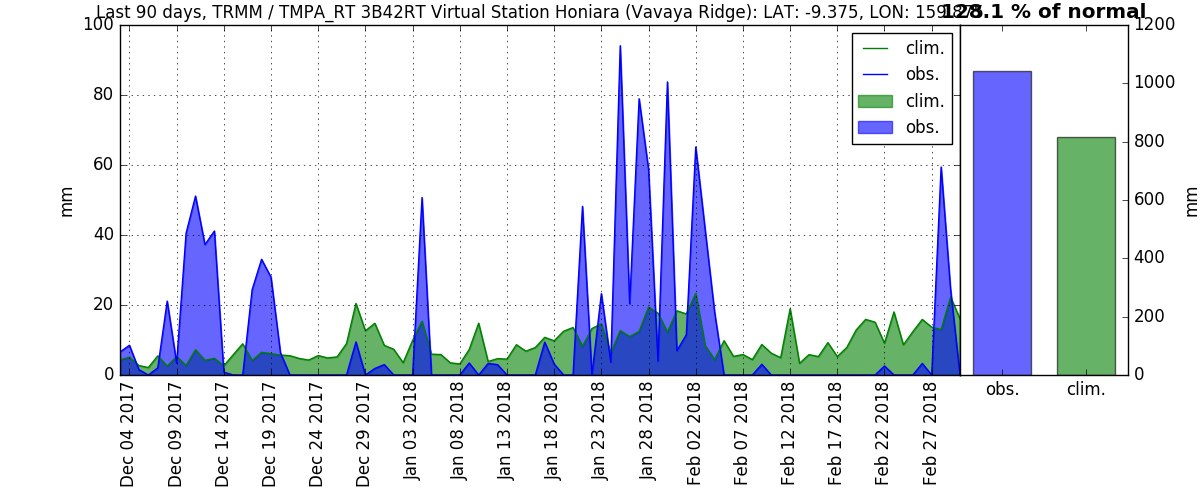 Last 90 days, TRMM / TMPA_RT 3B42RT Virtual Station Honiara (Vavaya Ridge): LAT: -9.375, LON:
128.1 % of normal
100
80
60
40
20
0
mm
clim.
obs.
clim.
obs.
1200
1000
800
600
400
200
0
mm
Dec 04 2017
Dec 09 2017
Dec 14 2017
Dec 19 2017
Dec 24 2017
Dec 29 2017
Jan 03 2018
Jan 08 2018
Jan 13 2018
Jan 18 2018
Jan 23 2018
Jan 28 2018
Feb 02 2018
Feb 07 2018
Feb 12 2018
Feb 17 2018
Feb 22 2018
Feb 27 2018
obs.
clim.